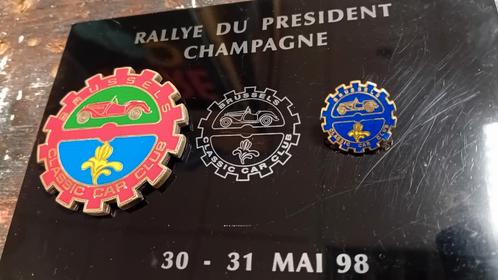 RALLYE DU PRESIDENT
CHAMPAGNE
BRUSSELS
CLASSIC CAR CLUB
BRUSSELS
CLASSIC CAR CLUB
30 - 31 MAI 98